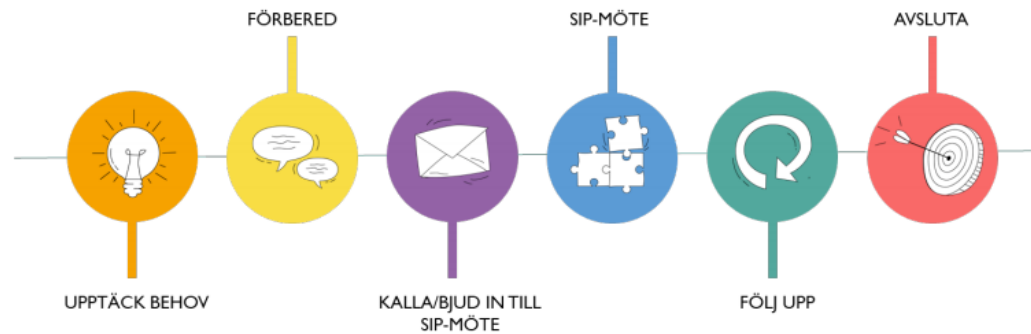 FÖRBERED
SIP-MÖTE
AVSLUTA
UPPTÄCK BEHOV
KALLA/BJUD IN TILL
SIP-MÖTE
FÖLJ UPP